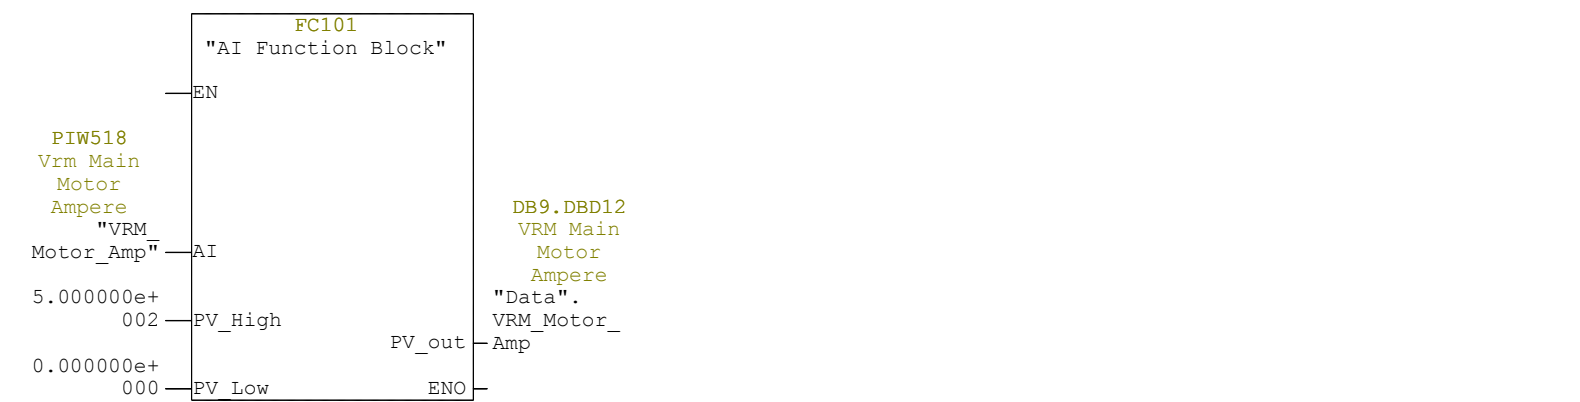 FC101
"AI Function Block"
EN
PIW518
Vrm Main
Motor
Ampere
"VRM_
Motor_Amp"
AI
5.000000e+
002
PV_High
0.000000e+
000
PV_Low
DB9.DBD12
VRM Main
Motor
Ampere
"Data".
VRM_Motor_
Amp
PV_out
ENO